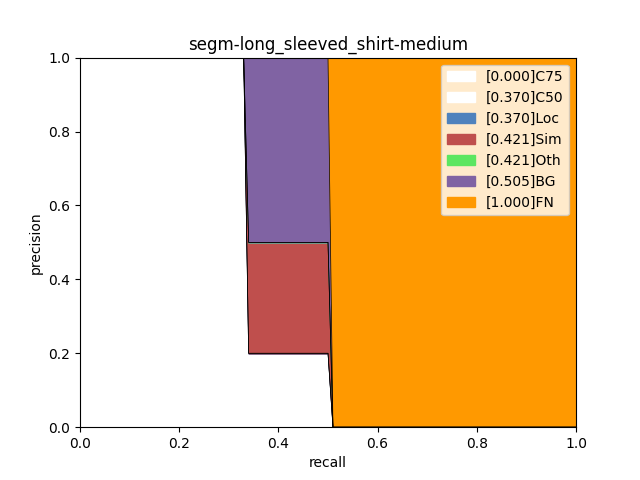 segm-long_sleeved_shirt-medium
1.0
0.8
0.6
0.4
0.2
0.0
precision
[0.000]C75
[0.370]C50
[0.370]Loc
[0.421]Sim
[0.421]Oth
[0.505]BG
[1.000]FN
0.0 0.2 0.4 0.6 0.8 1.0
recall